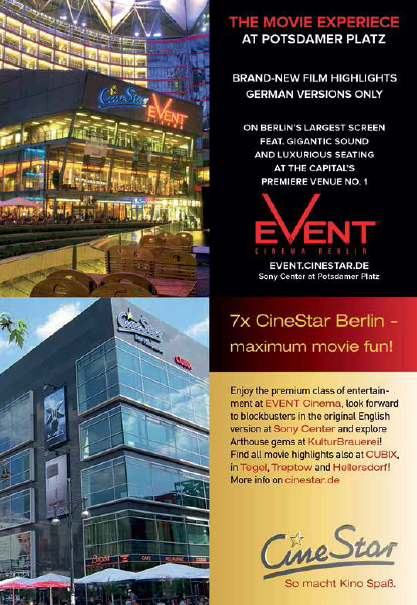 THE MOVIE EXPERIECE
AT POTSDAMER PLATZ
BRAND-NEW FILM HIGHLIGHTS
GERMAN VERSIONS ONLY
ON BERLIN'S LARGEST SCREEN
FEAT. GIGANTIC SOUND
AND LUXURIOUS SEATING
AT THE CAPITAL'S
PREMIERE VENUE NO. 1
EVENT
CINEMA BERLIN
EVENT.CINESTAR.DE
Sony Center at Potsdamer Platz
CineStar
EVENT
7x CineStar Berlin -
maximum movie fun!
Enjoy the premium class of entertain-
ment at EVENT Cinema, look forward
to blockbusters in the original English
version at Sony Center and explore
Arthouse gems at KulturBrauerei!
Find all movie highlights also at CUBIX,
in Tegel, Treptow and Hellersdorf!
More info on cinestar.de
CineStar
So macht Kino Spaß.
CineStar
CUBIX